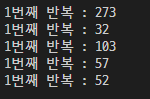 1번째 반복 : 273
1번째 반복 : 32
1번째 반복 : 103
1번째 반복 : 57
1번째 반복 : 52